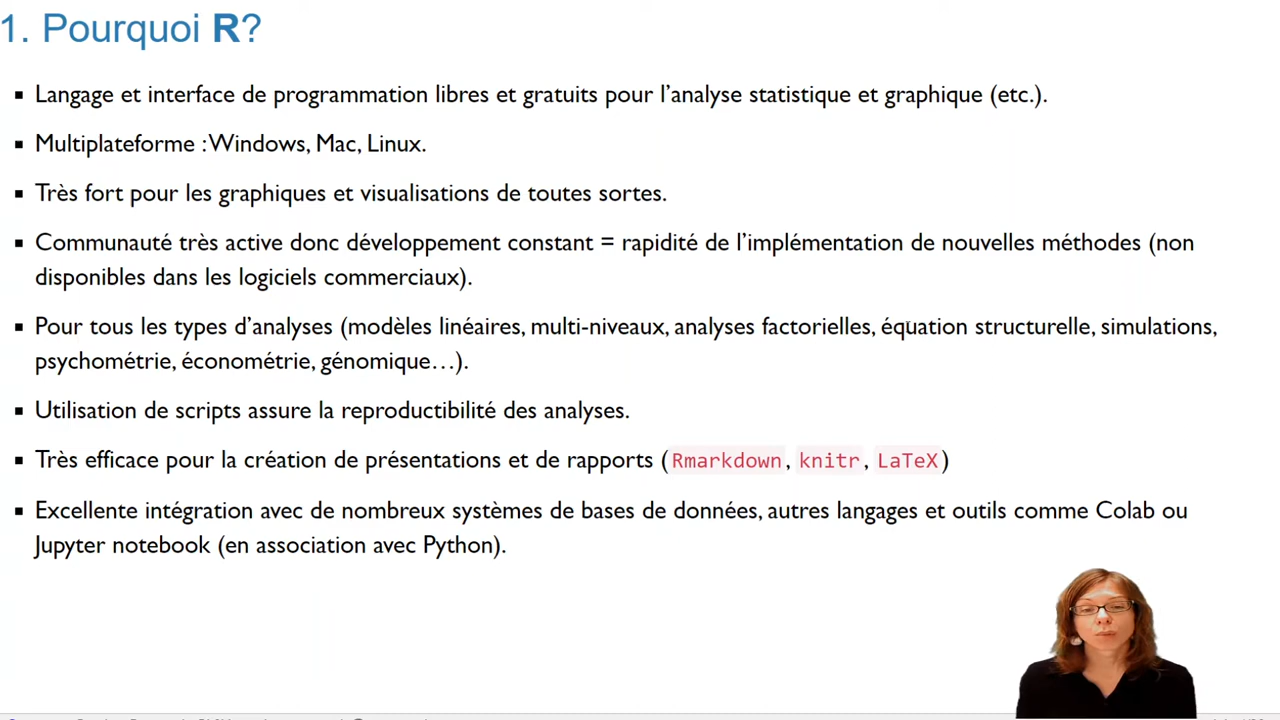 1. Pourquoi R?
▪ Langage et interface de programmation libres et gratuits pour l’analyse statistique et graphique (etc.).
▪ Multiplateforme : Windows, Mac, Linux.
▪ Très fort pour les graphiques et visualisations de toutes sortes.
▪ Communauté très active donc développement constant = rapidité de l’implémentation de nouvelles méthodes (non
disponibles dans les logiciels commerciaux).
▪ Pour tous les types d’analyses (modèles linéaires, multi-niveaux, analyses factorielles, équation structurelle, simulations,
psychométrie, économétrie, génomique…).
▪ Utilisation de scripts assure la reproductibilité des analyses.
▪ Très efficace pour la création de présentations et de rapports (Rmarkdown, knitr, LaTeX)
▪ Excellente intégration avec de nombreux systèmes de bases de données, autres langages et outils comme Colab ou
Jupyter notebook (en association avec Python).